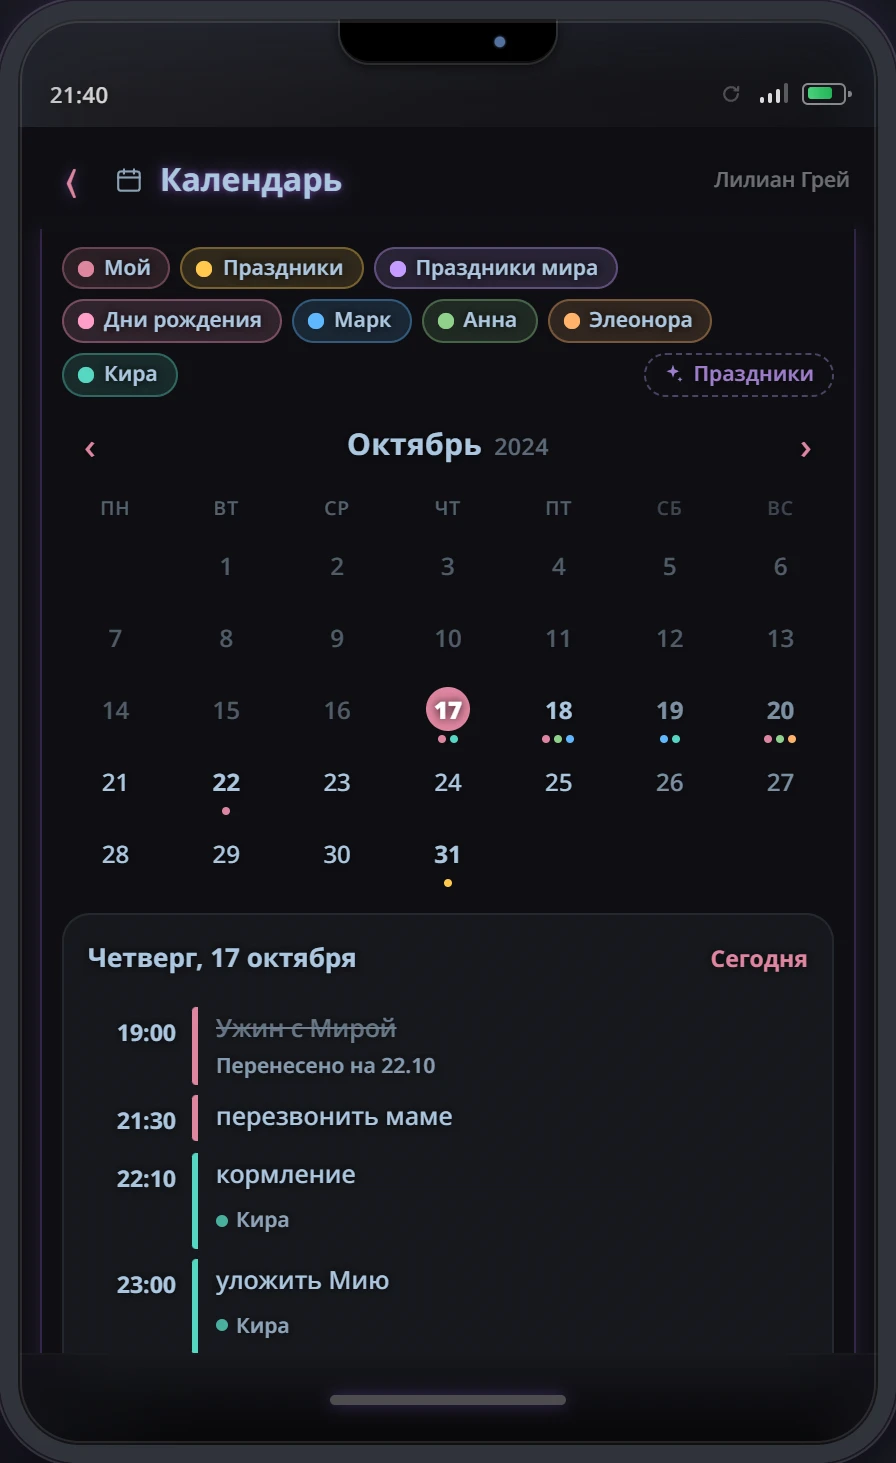 21:40
Календарь
Лилиан Грей
Мой Праздники Праздники мира
Дни рождения Марк Анна Элеонора
Кира Праздники
‹ Октябрь 2024 ›
ПН ВТ СР ЧТ ПТ СБ ВС
1 2 3 4 5 6
7 8 9 10 11 12 13
14 15 16 17 18 19 20
21 22 23 24 25 26 27
28 29 30 31
Четверг, 17 октября Сегодня
19:00 Ужин с Мирой
Перенесено на 22.10
21:30 перезвонить маме
22:10 кормление
Кира
23:00 уложить Мию
Кира